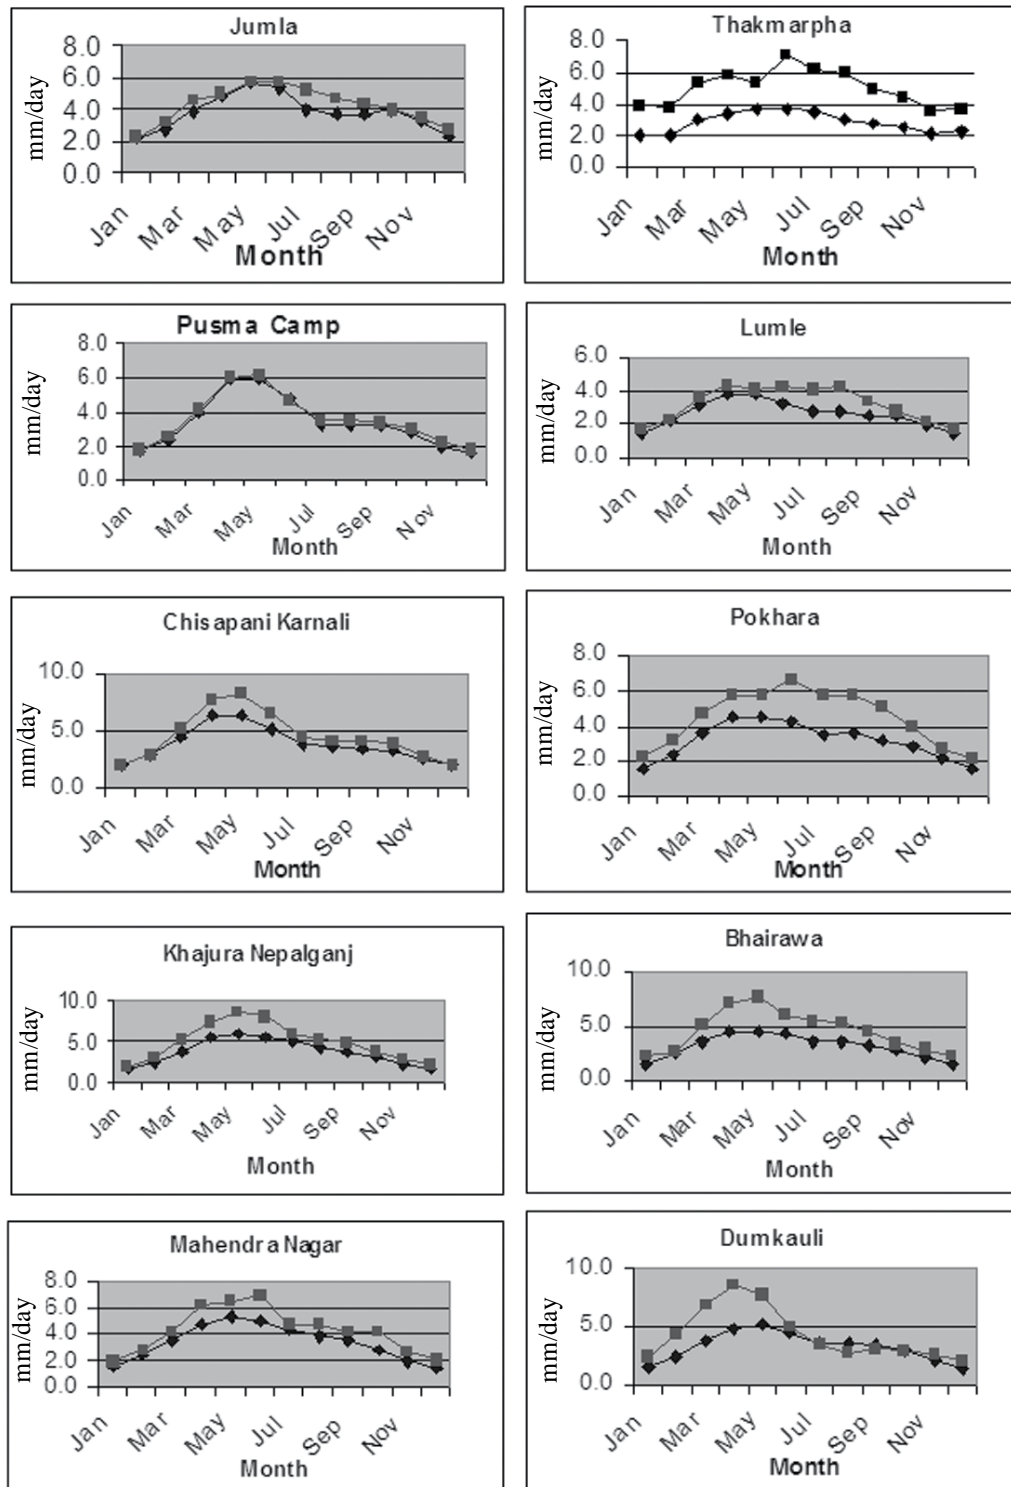 Jumla
8.0
6.0
4.0
2.0
0.0
mm/day
Jan Mar May Jul Sep Nov
Month
Thakmarpha
8.0
6.0
4.0
2.0
0.0
mm/day
Jan Mar May Jul Sep Nov
Month
Pusma Camp
8.0
6.0
4.0
2.0
0.0
mm/day
Jan Mar May Jul Sep Nov
Month
Lumle
6.0
4.0
2.0
0.0
mm/day
Jan Mar May Jul Sep Nov
Month
Chisapani Karnali
10.0
5.0
0.0
mm/day
Jan Mar May Jul Sep Nov
Month
Pokhara
8.0
6.0
4.0
2.0
0.0
mm/day
Jan Mar May Jul Sep Nov
Month
Khajura Nepalganj
10.0
5.0
0.0
mm/day
Jan Mar May Jul Sep Nov
Month
Bhairawa
10.0
5.0
0.0
mm/day
Jan Mar May Jul Sep Nov
Month
Mahendra Nagar
8.0
6.0
4.0
2.0
0.0
mm/day
Jan Mar May Jul Sep Nov
Month
Dumkauli
10.0
5.0
0.0
mm/day
Jan Mar May Jul Sep Nov
Month